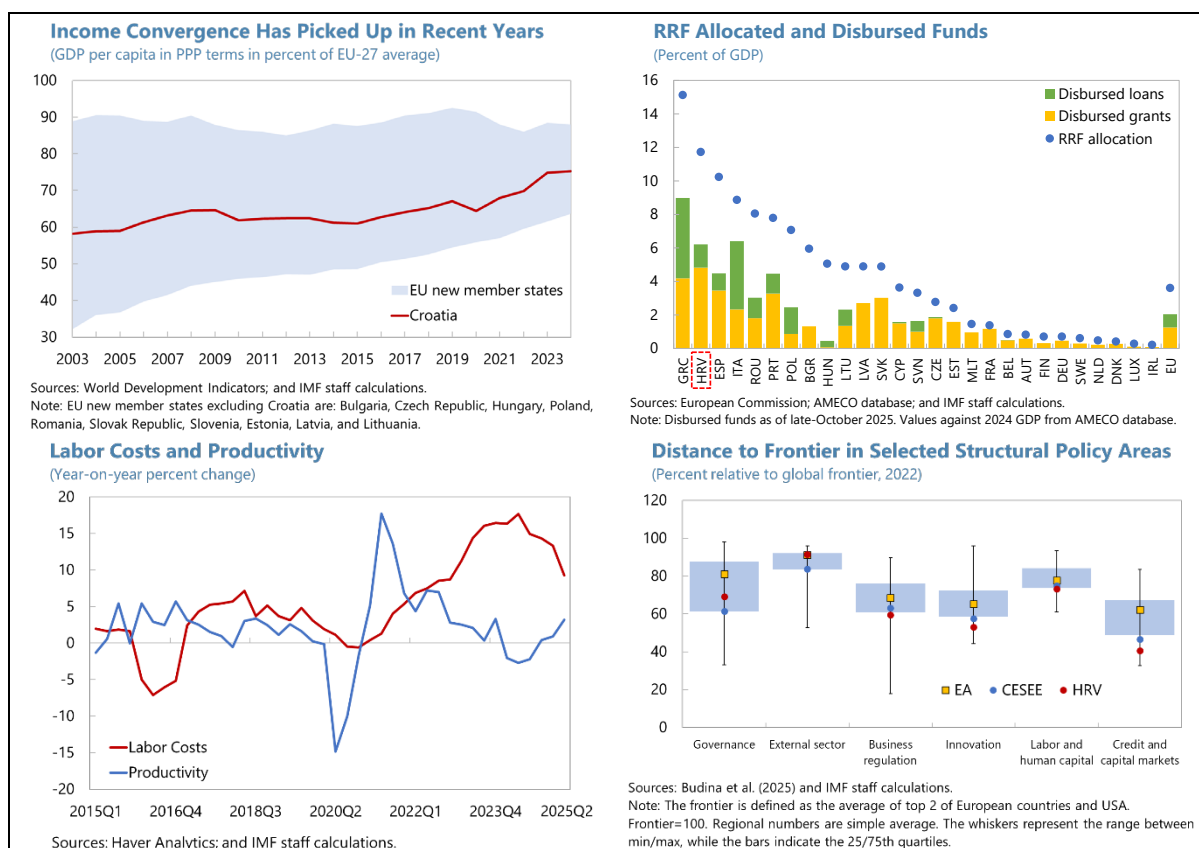 Income Convergence Has Picked Up in Recent Years
(GDP per capita in PPP terms in percent of EU-27 average)
100
90
80
70
60
50
40
30
EU new member states
Croatia
2003 2005 2007 2009 2011 2013 2015 2017 2019 2021 2023
Sources: World Development Indicators; and IMF staff calculations.
Note: EU new member states excluding Croatia are: Bulgaria, Czech Republic, Hungary, Poland,
Romania, Slovak Republic, Slovenia, Estonia, Latvia, and Lithuania.
RRF Allocated and Disbursed Funds
(Percent of GDP)
16
14
12
10
8
6
4
2
0
Disbursed loans
Disbursed grants
RRF allocation
GRC HRV ESP ITA ROU PRT POL BGR HUN LTU LVA SVK CYP SVN CZE EST MLT FRA BEL AUT FIN DEU SWE NLD DNK LUX IRL EU
Sources: European Commission; AMECO database; and IMF staff calculations.
Note: Disbursed funds as of late-October 2025. Values against 2024 GDP from AMECO database.
Labor Costs and Productivity
(Year-on-year percent change)
20
15
10
5
0
-5
-10
-15
-20
Labor Costs
Productivity
2015Q1 2016Q4 2018Q3 2020Q2 2022Q1 2023Q4 2025Q2
Sources: Haver Analytics; and IMF staff calculations.
Distance to Frontier in Selected Structural Policy Areas
(Percent relative to global frontier, 2022)
120
100
80
60
40
20
0
EA CESEE HRV
Governance External sector Business regulation Innovation Labor and human capital Credit and capital markets
Sources: Budina et al. (2025) and IMF staff calculations.
Note: The frontier is defined as the average of top 2 of European countries and USA.
Frontier=100. Regional numbers are simple average. The whiskers represent the range between
min/max, while the bars indicate the 25/75th quartiles.